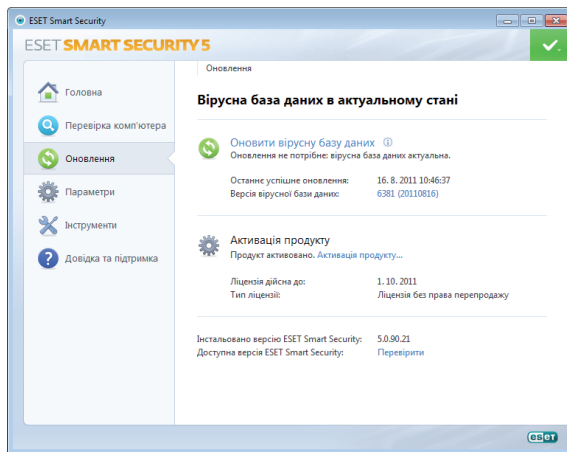 ESET Smart Security
ESET SMART SECURITY 5
Головна
Перевірка комп'ютера
Оновлення
Параметри
Інструменти
Довідка та підтримка
Оновлення
Вірусна база даних в актуальному стані
Оновити вірусну базу даних
Оновлення не потрібне: вірусна база даних актуальна.
Останнє успішне оновлення: 16. 8. 2011 10:46:37
Версія вірусної бази даних: 6381 (20110816)
Активація продукту
Продукт активовано. Активація продукту...
Ліцензія дійсна до: 1. 10. 2011
Тип ліцензії: Ліцензія без права перепродажу
Інстальовано версію ESET Smart Security: 5.0.90.21
Доступна версія ESET Smart Security: Перевірити
eset